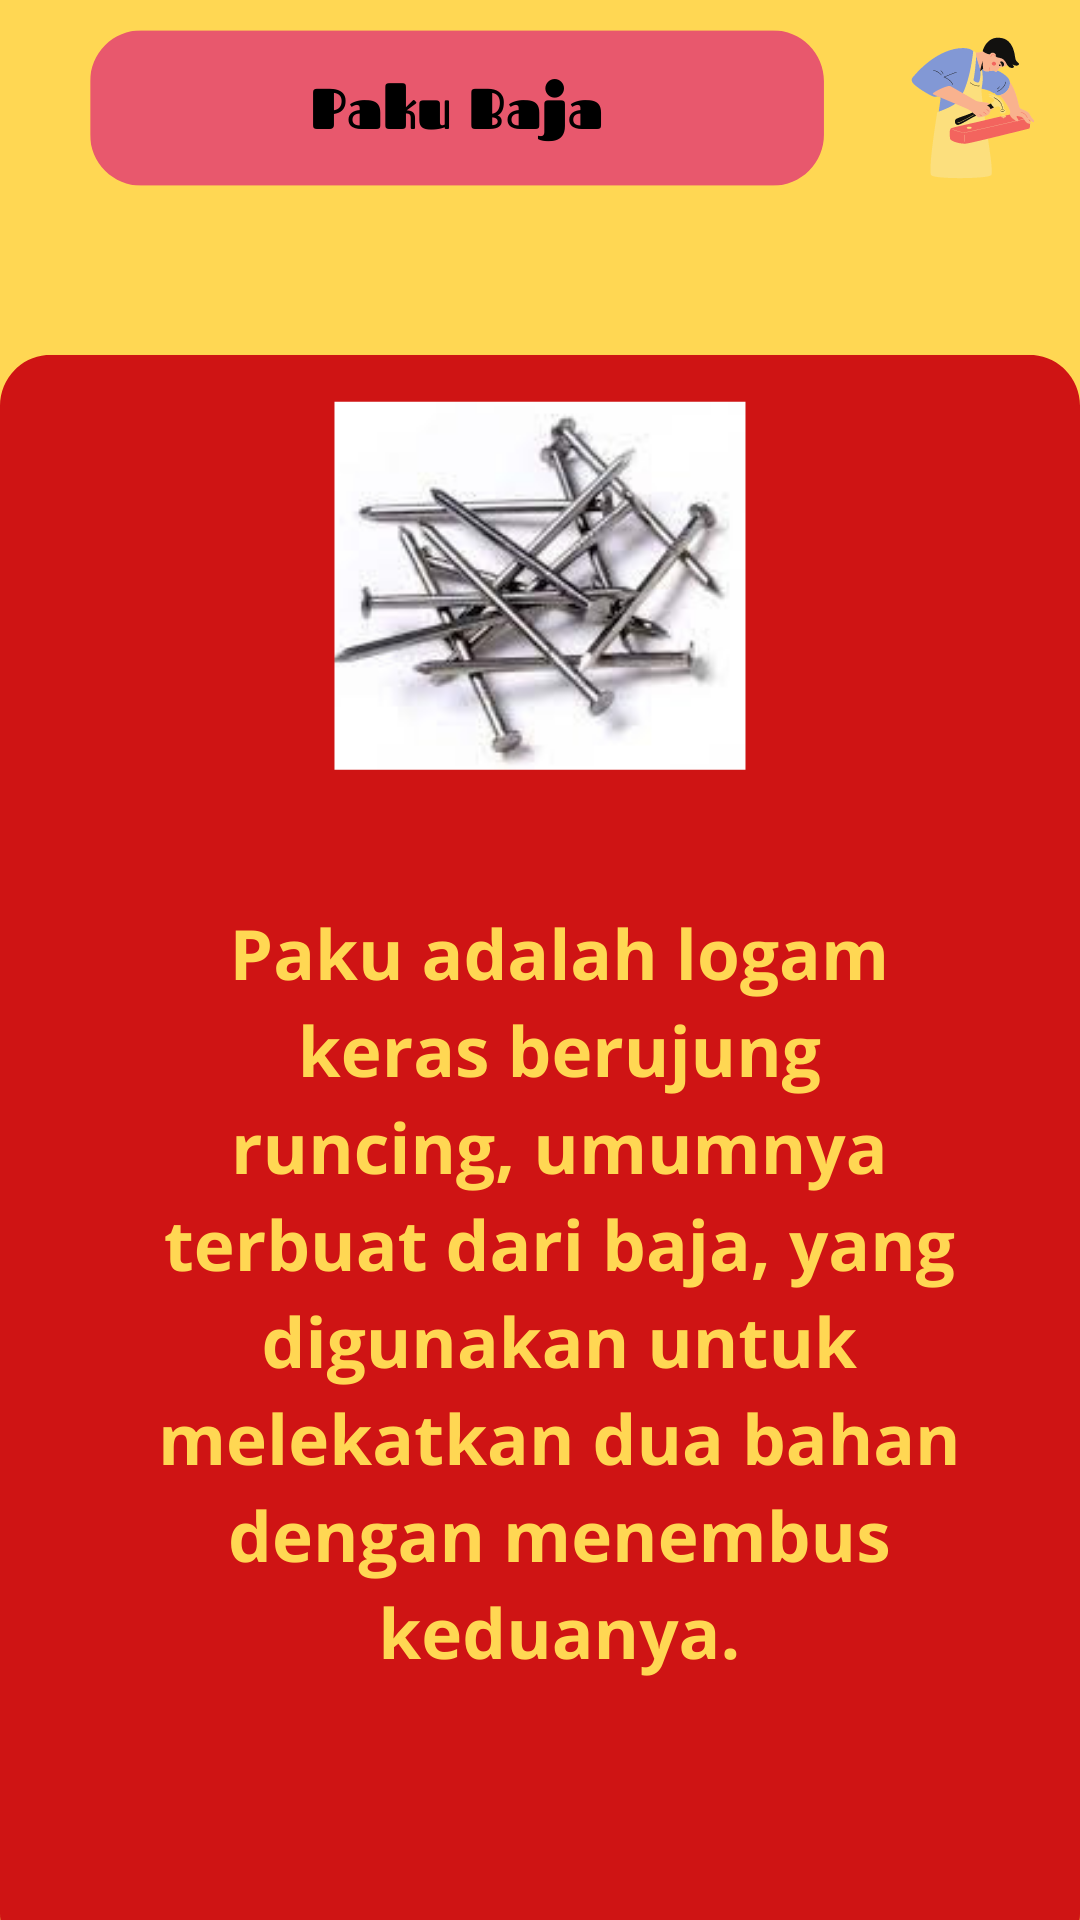 Paku Baja
Paku adalah logam
keras berujung
runcing, umumnya
terbuat dari baja, yang
digunakan untuk
melekatkan dua bahan
dengan menembus
keduanya.